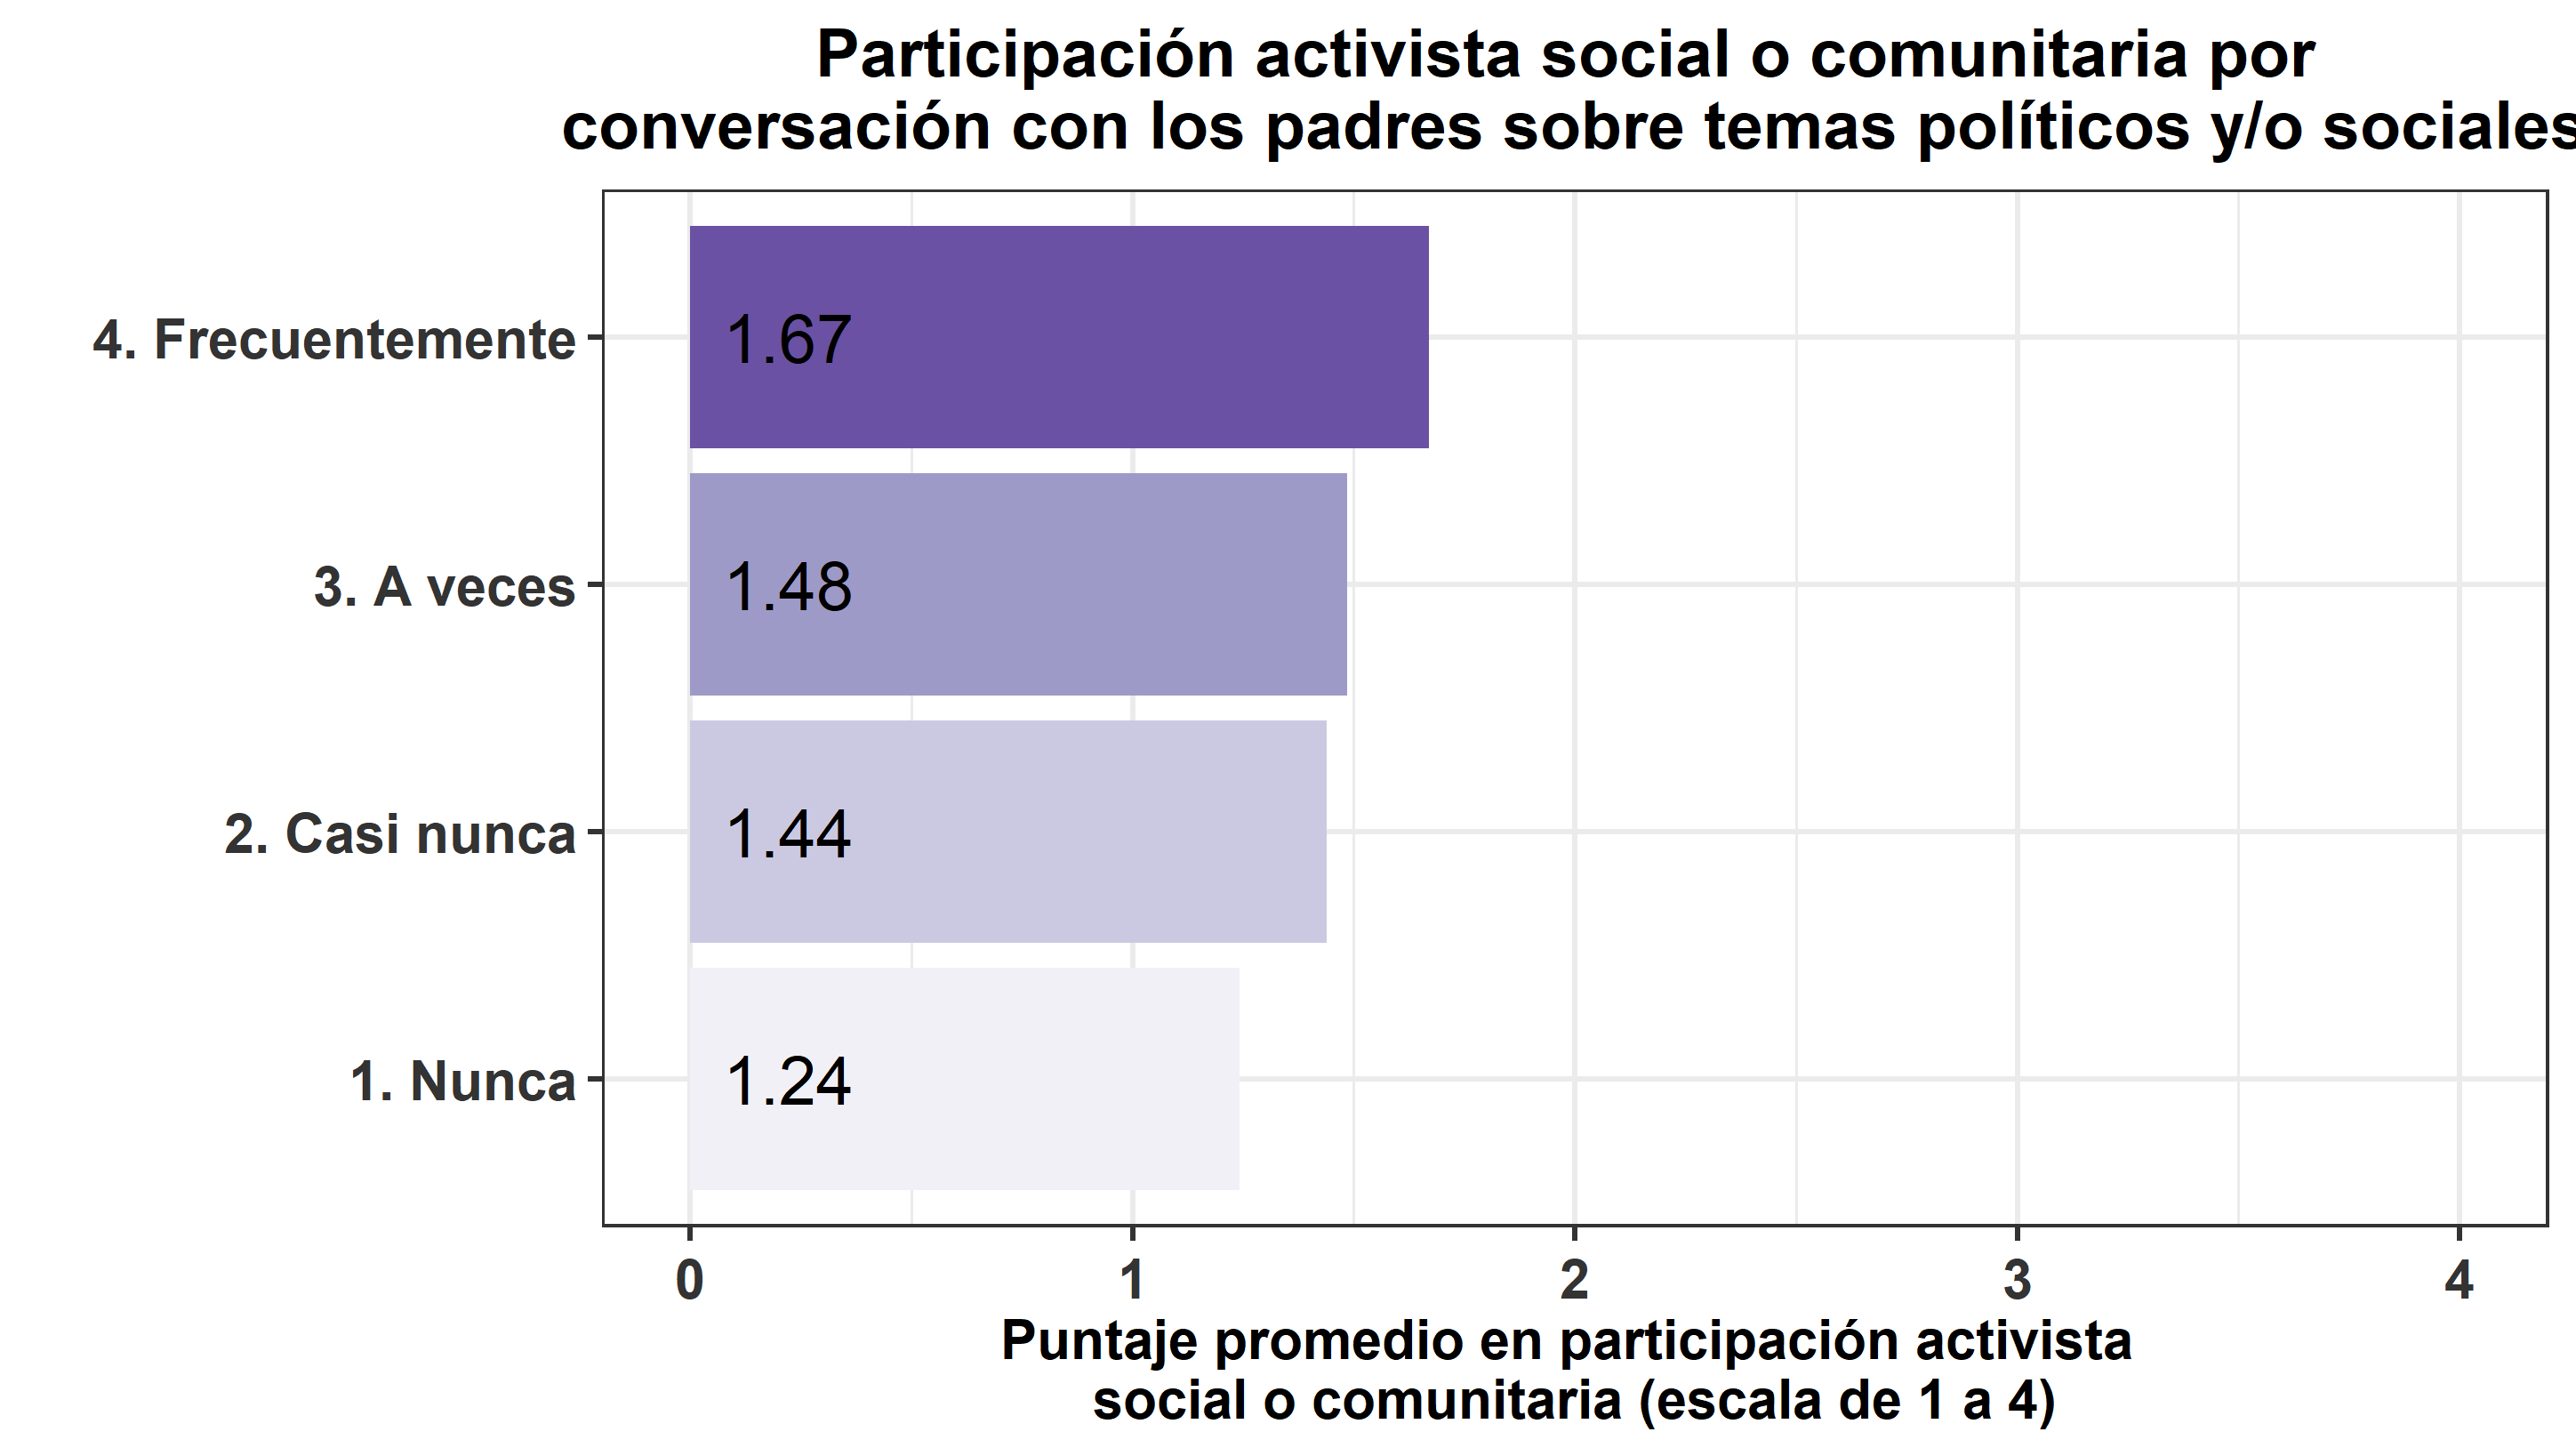 Participación activista social o comunitaria por
conversación con los padres sobre temas políticos y/o sociales
4. Frecuentemente
1.67
3. A veces
1.48
2. Casi nunca
1.44
1. Nunca
1.24
0 1 2 3 4
Puntaje promedio en participación activista
social o comunitaria (escala de 1 a 4)